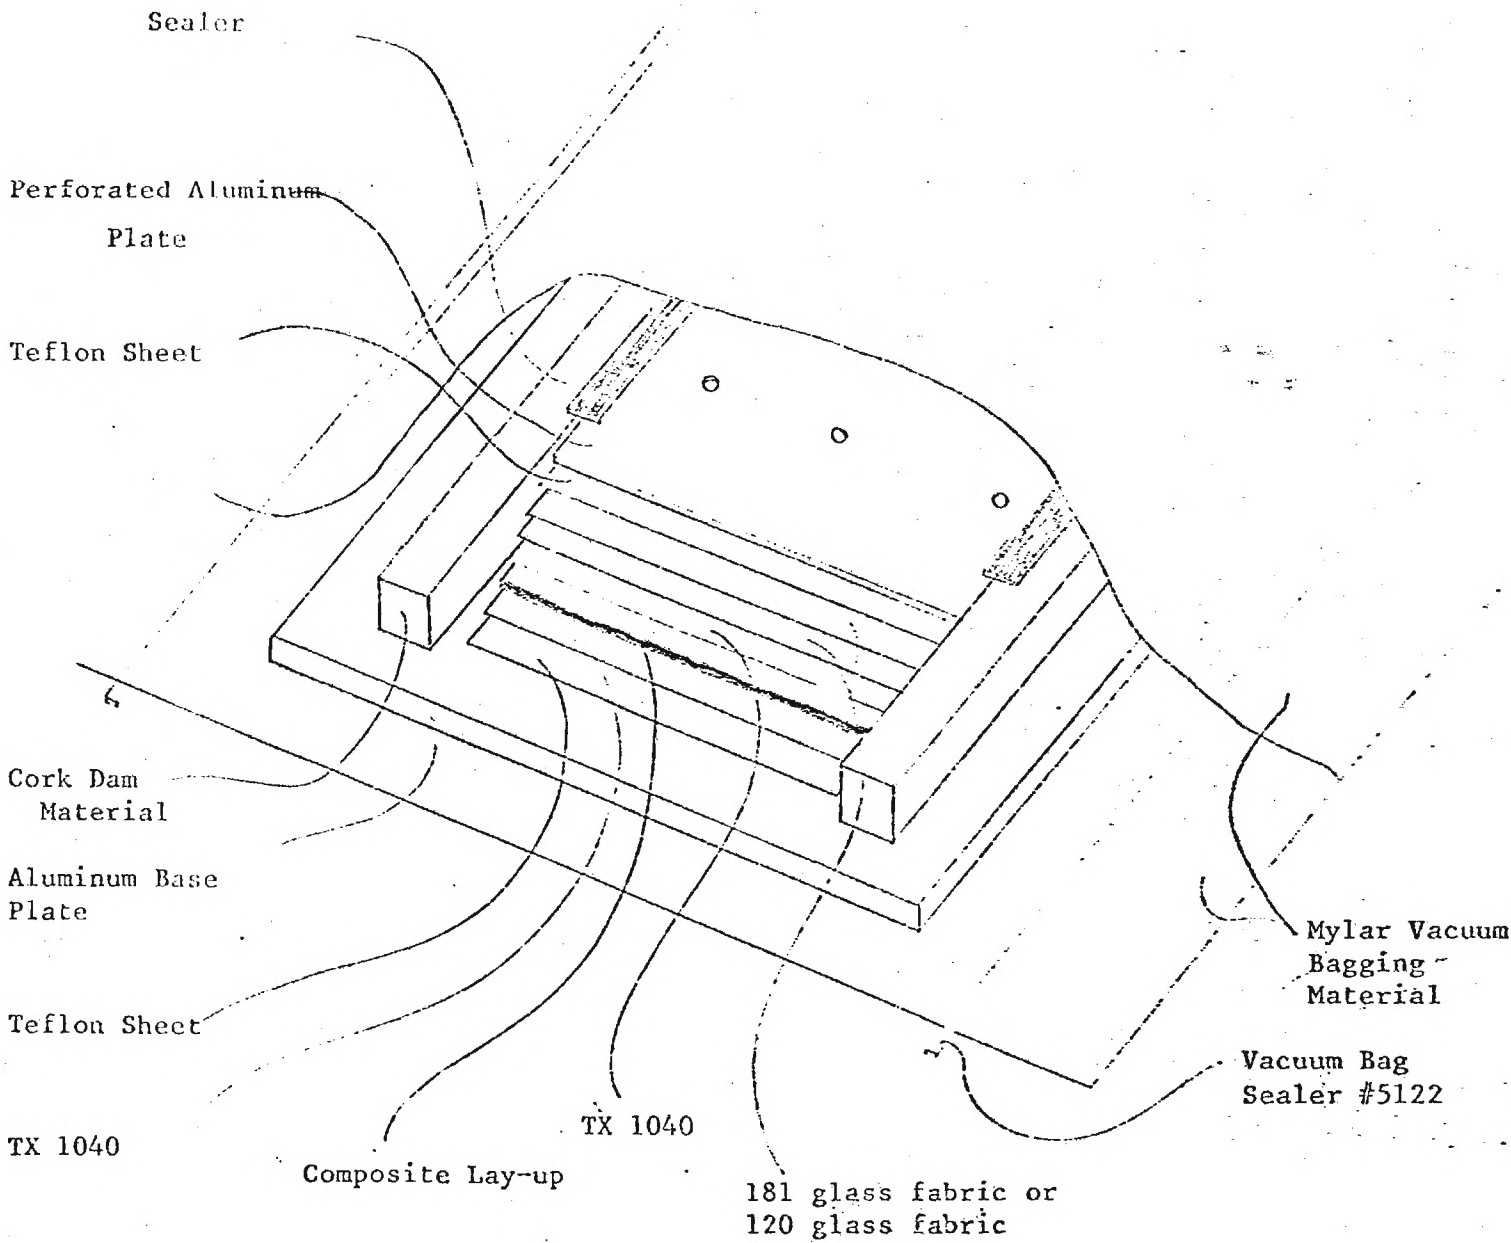 Sealer
Perforated Aluminum
Plate
Teflon Sheet
Cork Dam
Material
Aluminum Base
Plate
Teflon Sheet
TX 1040
Composite Lay-up
TX 1040
181 glass fabric or
120 glass fabric
Mylar Vacuum
Bagging
Material
Vacuum Bag
Sealer #5122